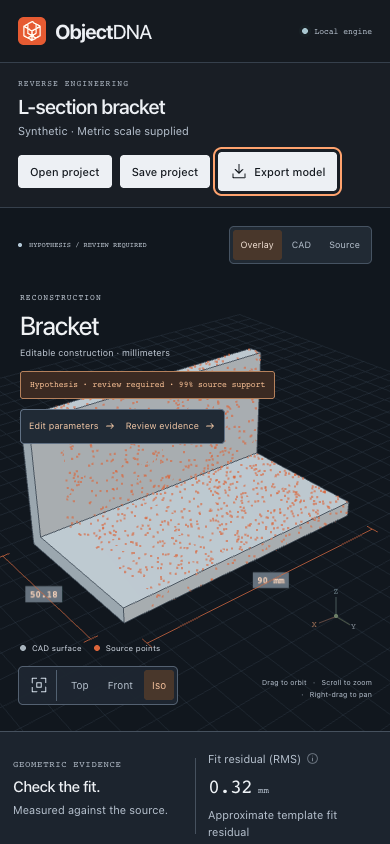 ObjectDNA
Local engine
REVERSE ENGINEERING
L-section bracket
Synthetic · Metric scale supplied
Open project
Save project
Export model
HYPOTHESIS / REVIEW REQUIRED
Overlay
CAD
Source
RECONSTRUCTION
Bracket
Editable construction · millimeters
Hypothesis · review required · 99% source support
Edit parameters →
Review evidence →
90 mm
50.18
Z
X
Y
CAD surface
Source points
Top
Front
Iso
Drag to orbit · Scroll to zoom
· Right-drag to pan
GEOMETRIC EVIDENCE
Check the fit.
Measured against the source.
Fit residual (RMS)
0.32 mm
Approximate template fit
residual